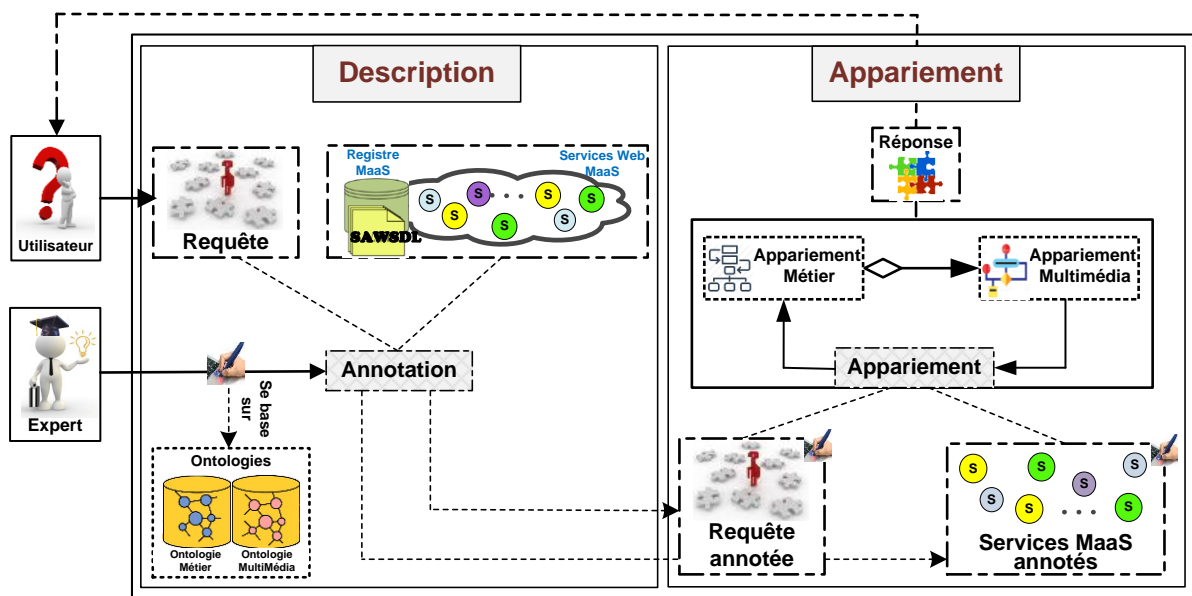 Description
Appariement
Utilisateur
Requête
Registre
MaaS
SAWSDL
Services Web
MaaS
S
S
S
S
S
S
S
. . .
Réponse
Appariement
Métier
Appariement
Multimédia
Appariement
Expert
Annotation
Se base
sur
Ontologies
Ontologie
Métier
Ontologie
MultiMédia
Requête
annotée
S
S
S
S
S
S
S
. . .
Services MaaS
annotés